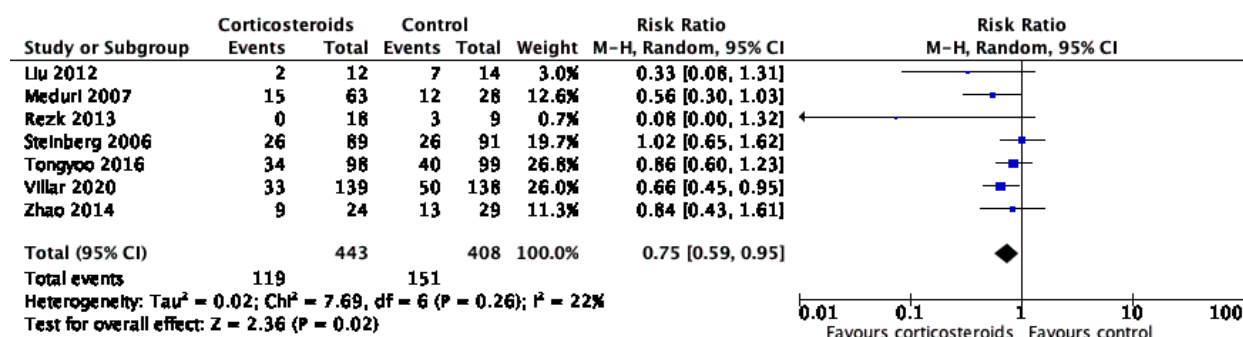 Corticosteroids Control Risk Ratio Risk Ratio
Study or Subgroup Events Total Events Total Weight M-H, Random, 95% CI M-H, Random, 95% CI
Liu 2012 2 12 7 14 3.0% 0.33 [0.08, 1.31]
Meduri 2007 15 63 12 28 12.6% 0.56 [0.30, 1.03]
Rezk 2013 0 18 3 9 0.7% 0.08 [0.00, 1.32]
Steinberg 2006 26 89 26 91 19.7% 1.02 [0.65, 1.62]
Tongyoo 2016 34 98 40 99 26.8% 0.86 [0.60, 1.23]
Villar 2020 33 139 50 138 26.0% 0.66 [0.45, 0.95]
Zhao 2014 9 24 13 29 11.3% 0.84 [0.43, 1.61]
Total (95% CI) 443 408 100.0% 0.75 [0.59, 0.95]
Total events 119 151
Heterogeneity: Tau² = 0.02; Chi² = 7.69, df = 6 (P = 0.26); I² = 22%
Test for overall effect: Z = 2.36 (P = 0.02)
0.01 0.1 1 10 100
Favours corticosteroids Favours control